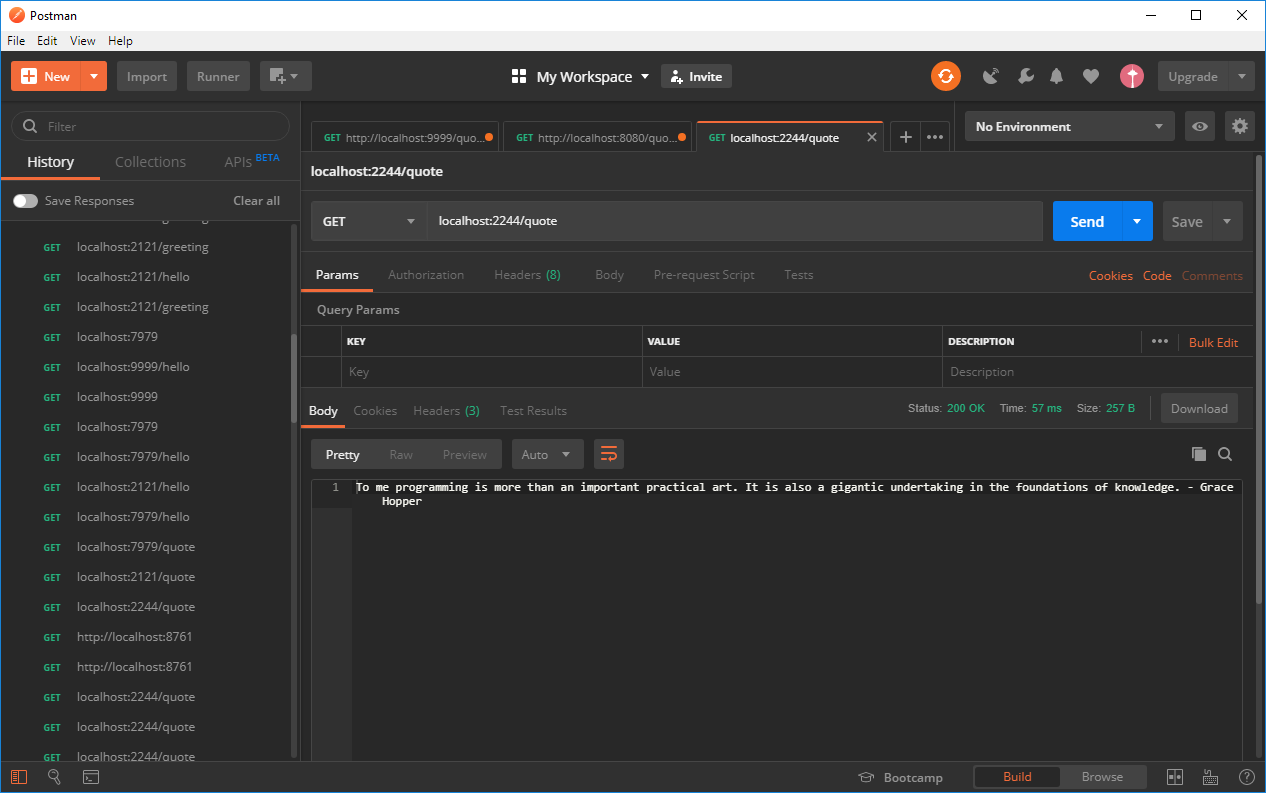 Postman
File Edit View Help
New Import Runner My Workspace Invite Upgrade
Filter
History Collections APIs BETA
Save Responses Clear all
localhost:2121/greeting
GET localhost:2121/greeting
GET localhost:2121/hello
GET localhost:2121/greeting
GET localhost:7979
GET localhost:9999/hello
GET localhost:9999
GET localhost:7979
GET localhost:7979/hello
GET localhost:2121/hello
GET localhost:7979/hello
GET localhost:7979/quote
GET localhost:2121/quote
GET localhost:2244/quote
GET http://localhost:8761
GET http://localhost:8761
GET localhost:2244/quote
GET localhost:2244/quote
GET localhost:2244/quote
GET http://localhost:9999/quo... GET http://localhost:8080/quo... GET localhost:2244/quote
No Environment
localhost:2244/quote
GET localhost:2244/quote Send Save
Params Authorization Headers (8) Body Pre-request Script Tests Cookies Code Comments
Query Params
KEY VALUE DESCRIPTION Bulk Edit
Key Value Description
Body Cookies Headers (3) Test Results Status: 200 OK Time: 57 ms Size: 257 B Download
Pretty Raw Preview Auto
1 To me programming is more than an important practical art. It is also a gigantic undertaking in the foundations of knowledge. - Grace
Hopper
Bootcamp Build Browse